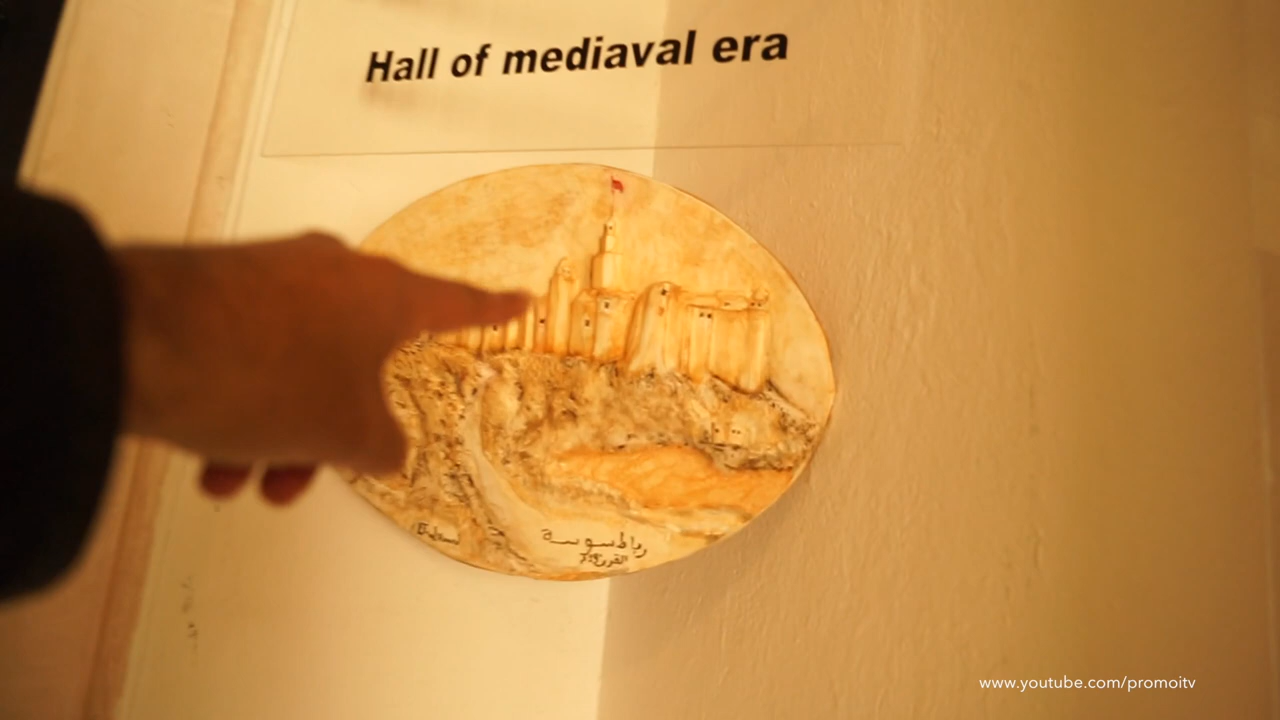 Hall of mediaval era
رباط سوسة
www.youtube.com/promoitv